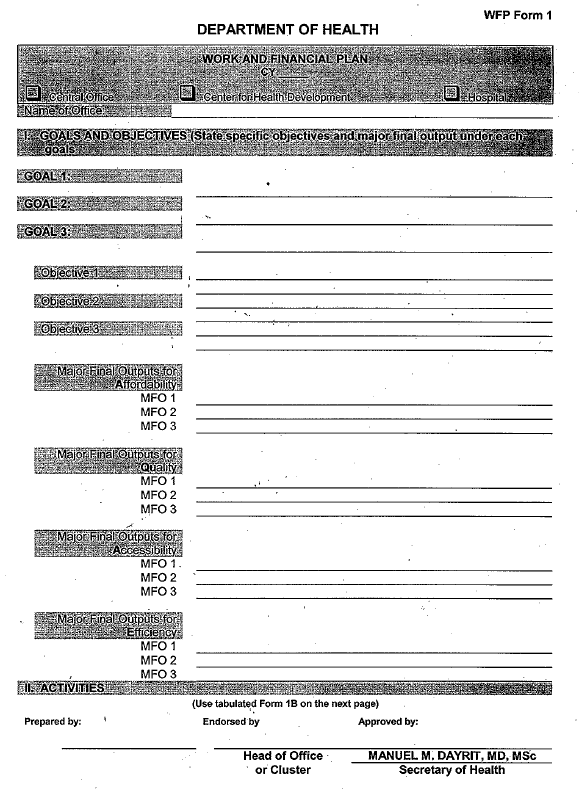 WFP Form 1
DEPARTMENT OF HEALTH
WORK AND FINANCIAL PLAN
CY
Central Office Center for Health Development Hospital
Name of Office
I. GOALS AND OBJECTIVES (State specific objectives and major final output under each
goals
GOAL 1:
GOAL 2:
GOAL 3:
Objective 1
Objective 2
Objective 3
Major Final Outputs for
Affordability
MFO 1
MFO 2
MFO 3
Major Final Outputs for
Quality
MFO 1
MFO 2
MFO 3
Major Final Outputs for
Accessibility
MFO 1
MFO 2
MFO 3
Major Final Outputs for
Efficiency
MFO 1
MFO 2
MFO 3
II. ACTIVITIES
(Use tabulated Form 1B on the next page)
Prepared by: Endorsed by Approved by:
Head of Office MANUEL M. DAYRIT, MD, MSc
or Cluster Secretary of Health